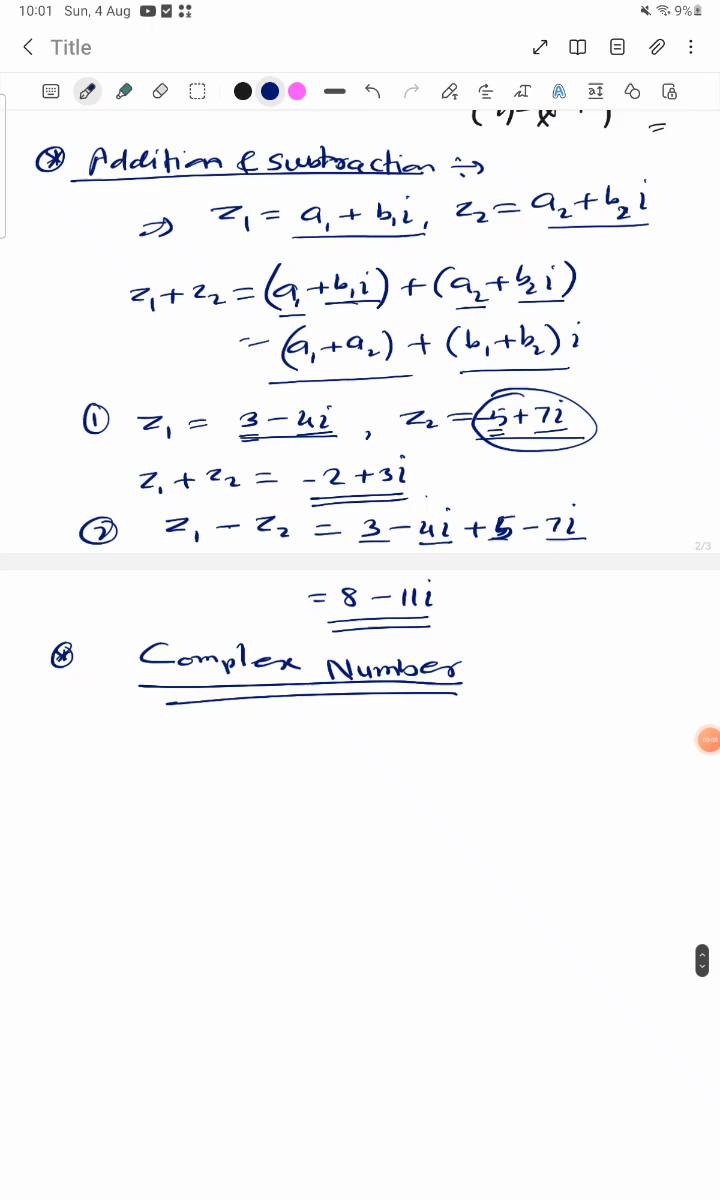 10:01 Sun, 4 Aug 9%
Title
=
Addition & subtraction :→
⇒ z₁ = a₁ + b₁i, z₂ = a₂+b₂i
z₁+z₂ = (a₁+b₁i)+(a₂+b₂i)
= (a₁+a₂) + (b₁+b₂)i
① z₁ = 3-4i, z₂ = -5+7i
z₁+z₂ = -2+3i
② z₁ - z₂ = 3-4i+5-7i
2/3
= 8-11i
Complex Number